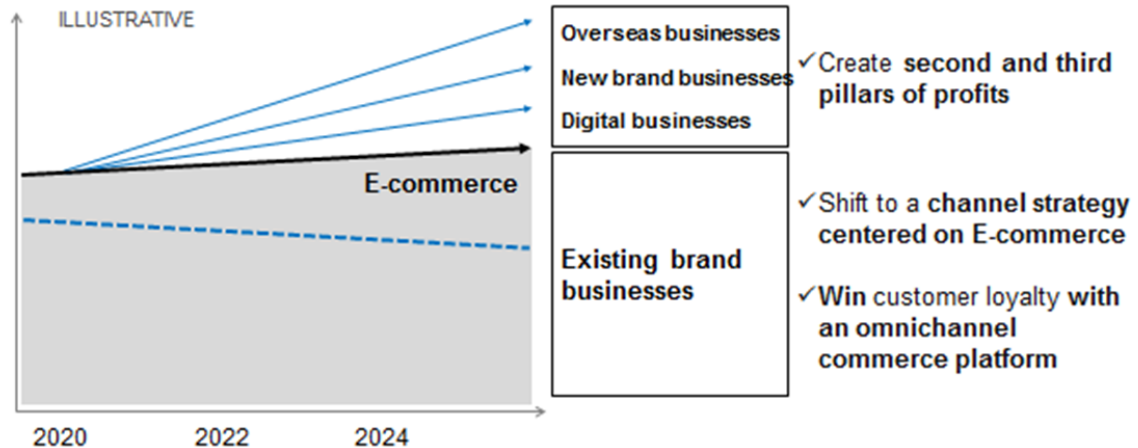 ILLUSTRATIVE
Overseas businesses
New brand businesses
Digital businesses
✓Create second and third
pillars of profits
E-commerce
Existing brand
businesses
✓Shift to a channel strategy
centered on E-commerce
✓Win customer loyalty with
an omnichannel
commerce platform
2020
2022
2024